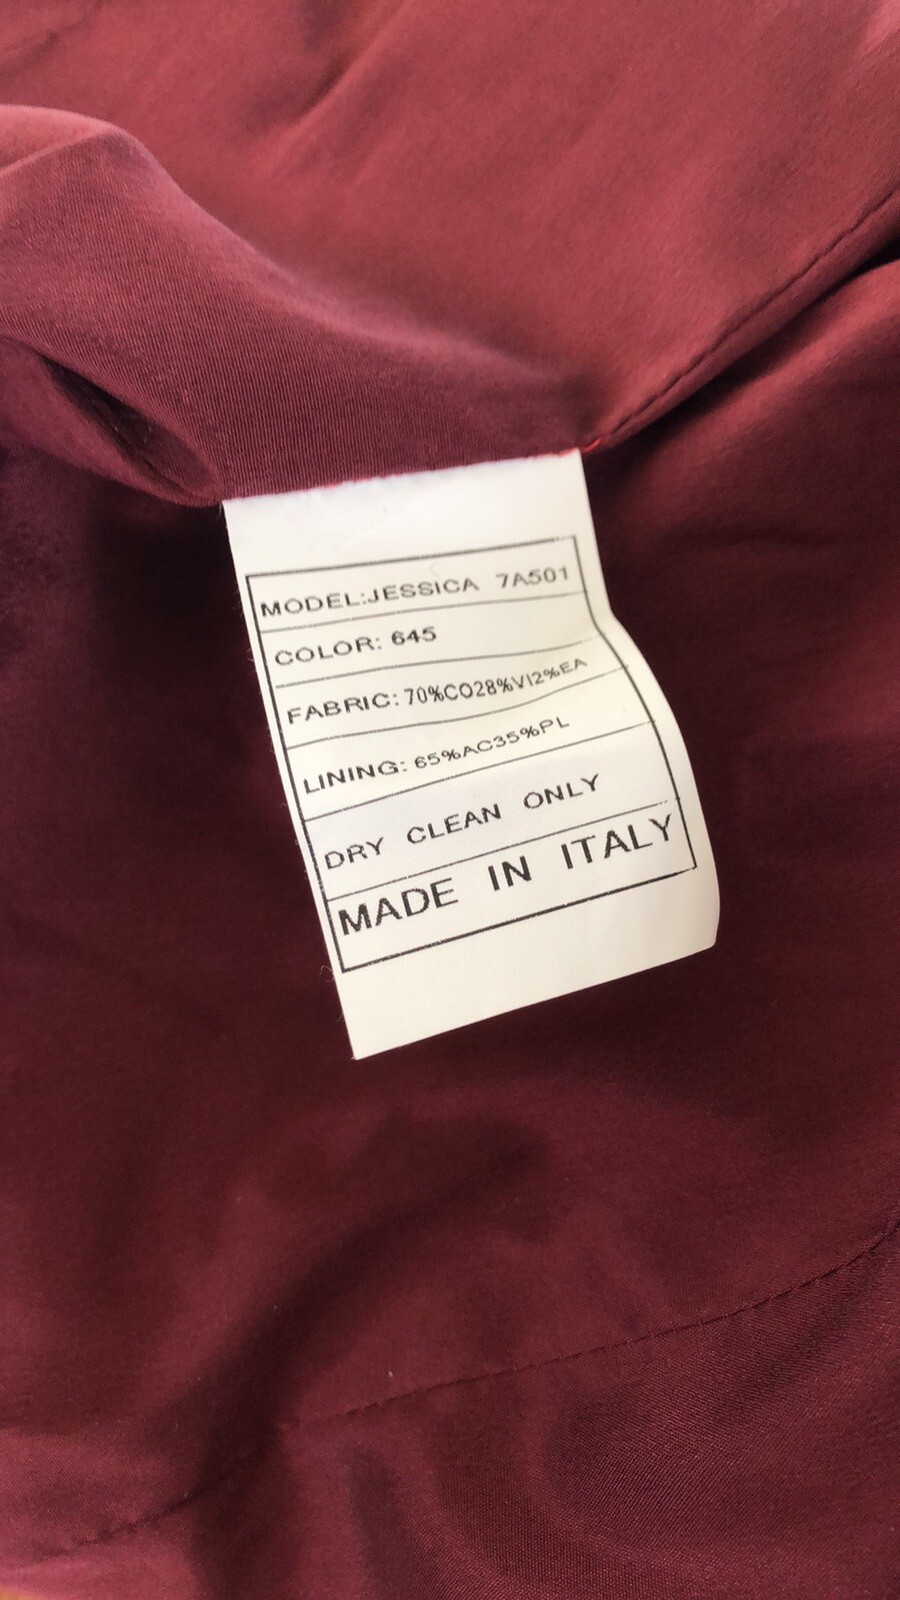 MODEL:JESSICA 7A501
COLOR: 645
FABRIC: 70%CO28%VI2%EA
LINING: 65%AC35%PL
DRY CLEAN ONLY
MADE IN ITALY